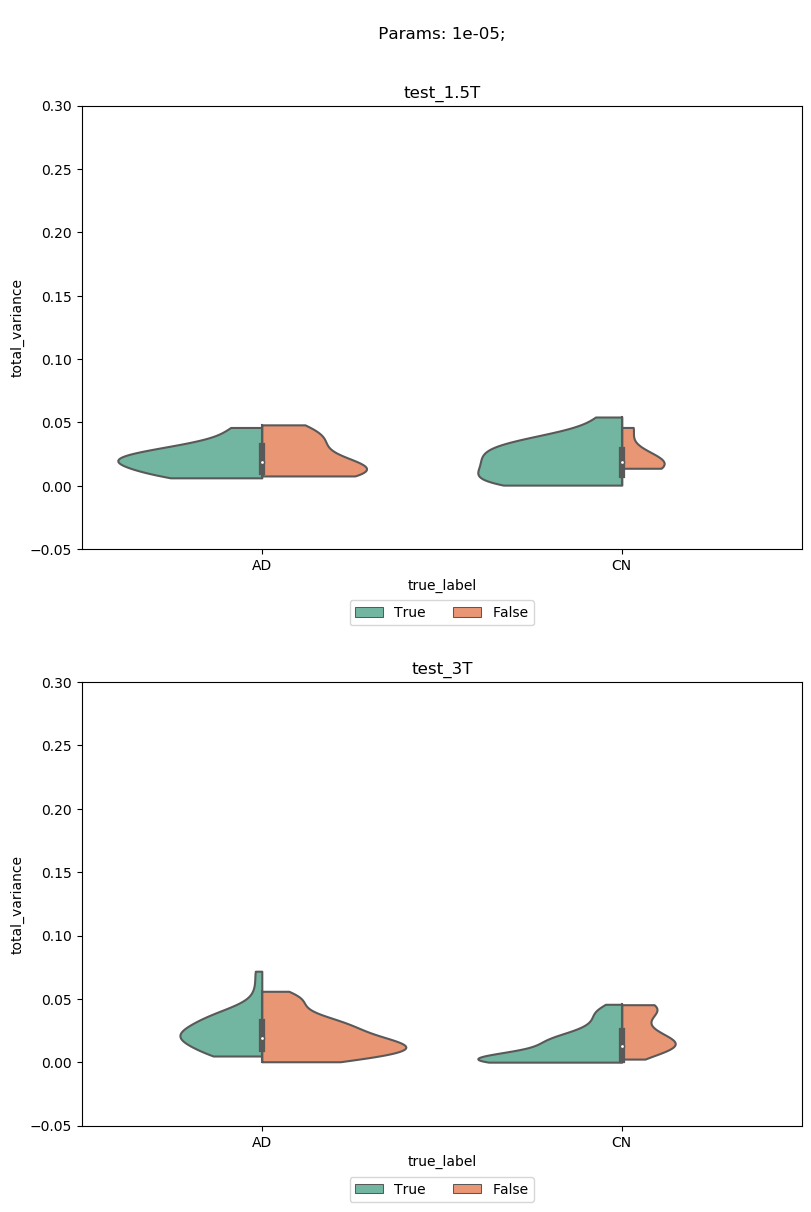 Params: 1e-05;
test_1.5T
0.30
0.25
0.20
0.15
0.10
0.05
0.00
−0.05
total_variance
AD CN
true_label
True False
test_3T
0.30
0.25
0.20
0.15
0.10
0.05
0.00
−0.05
total_variance
AD CN
true_label
True False